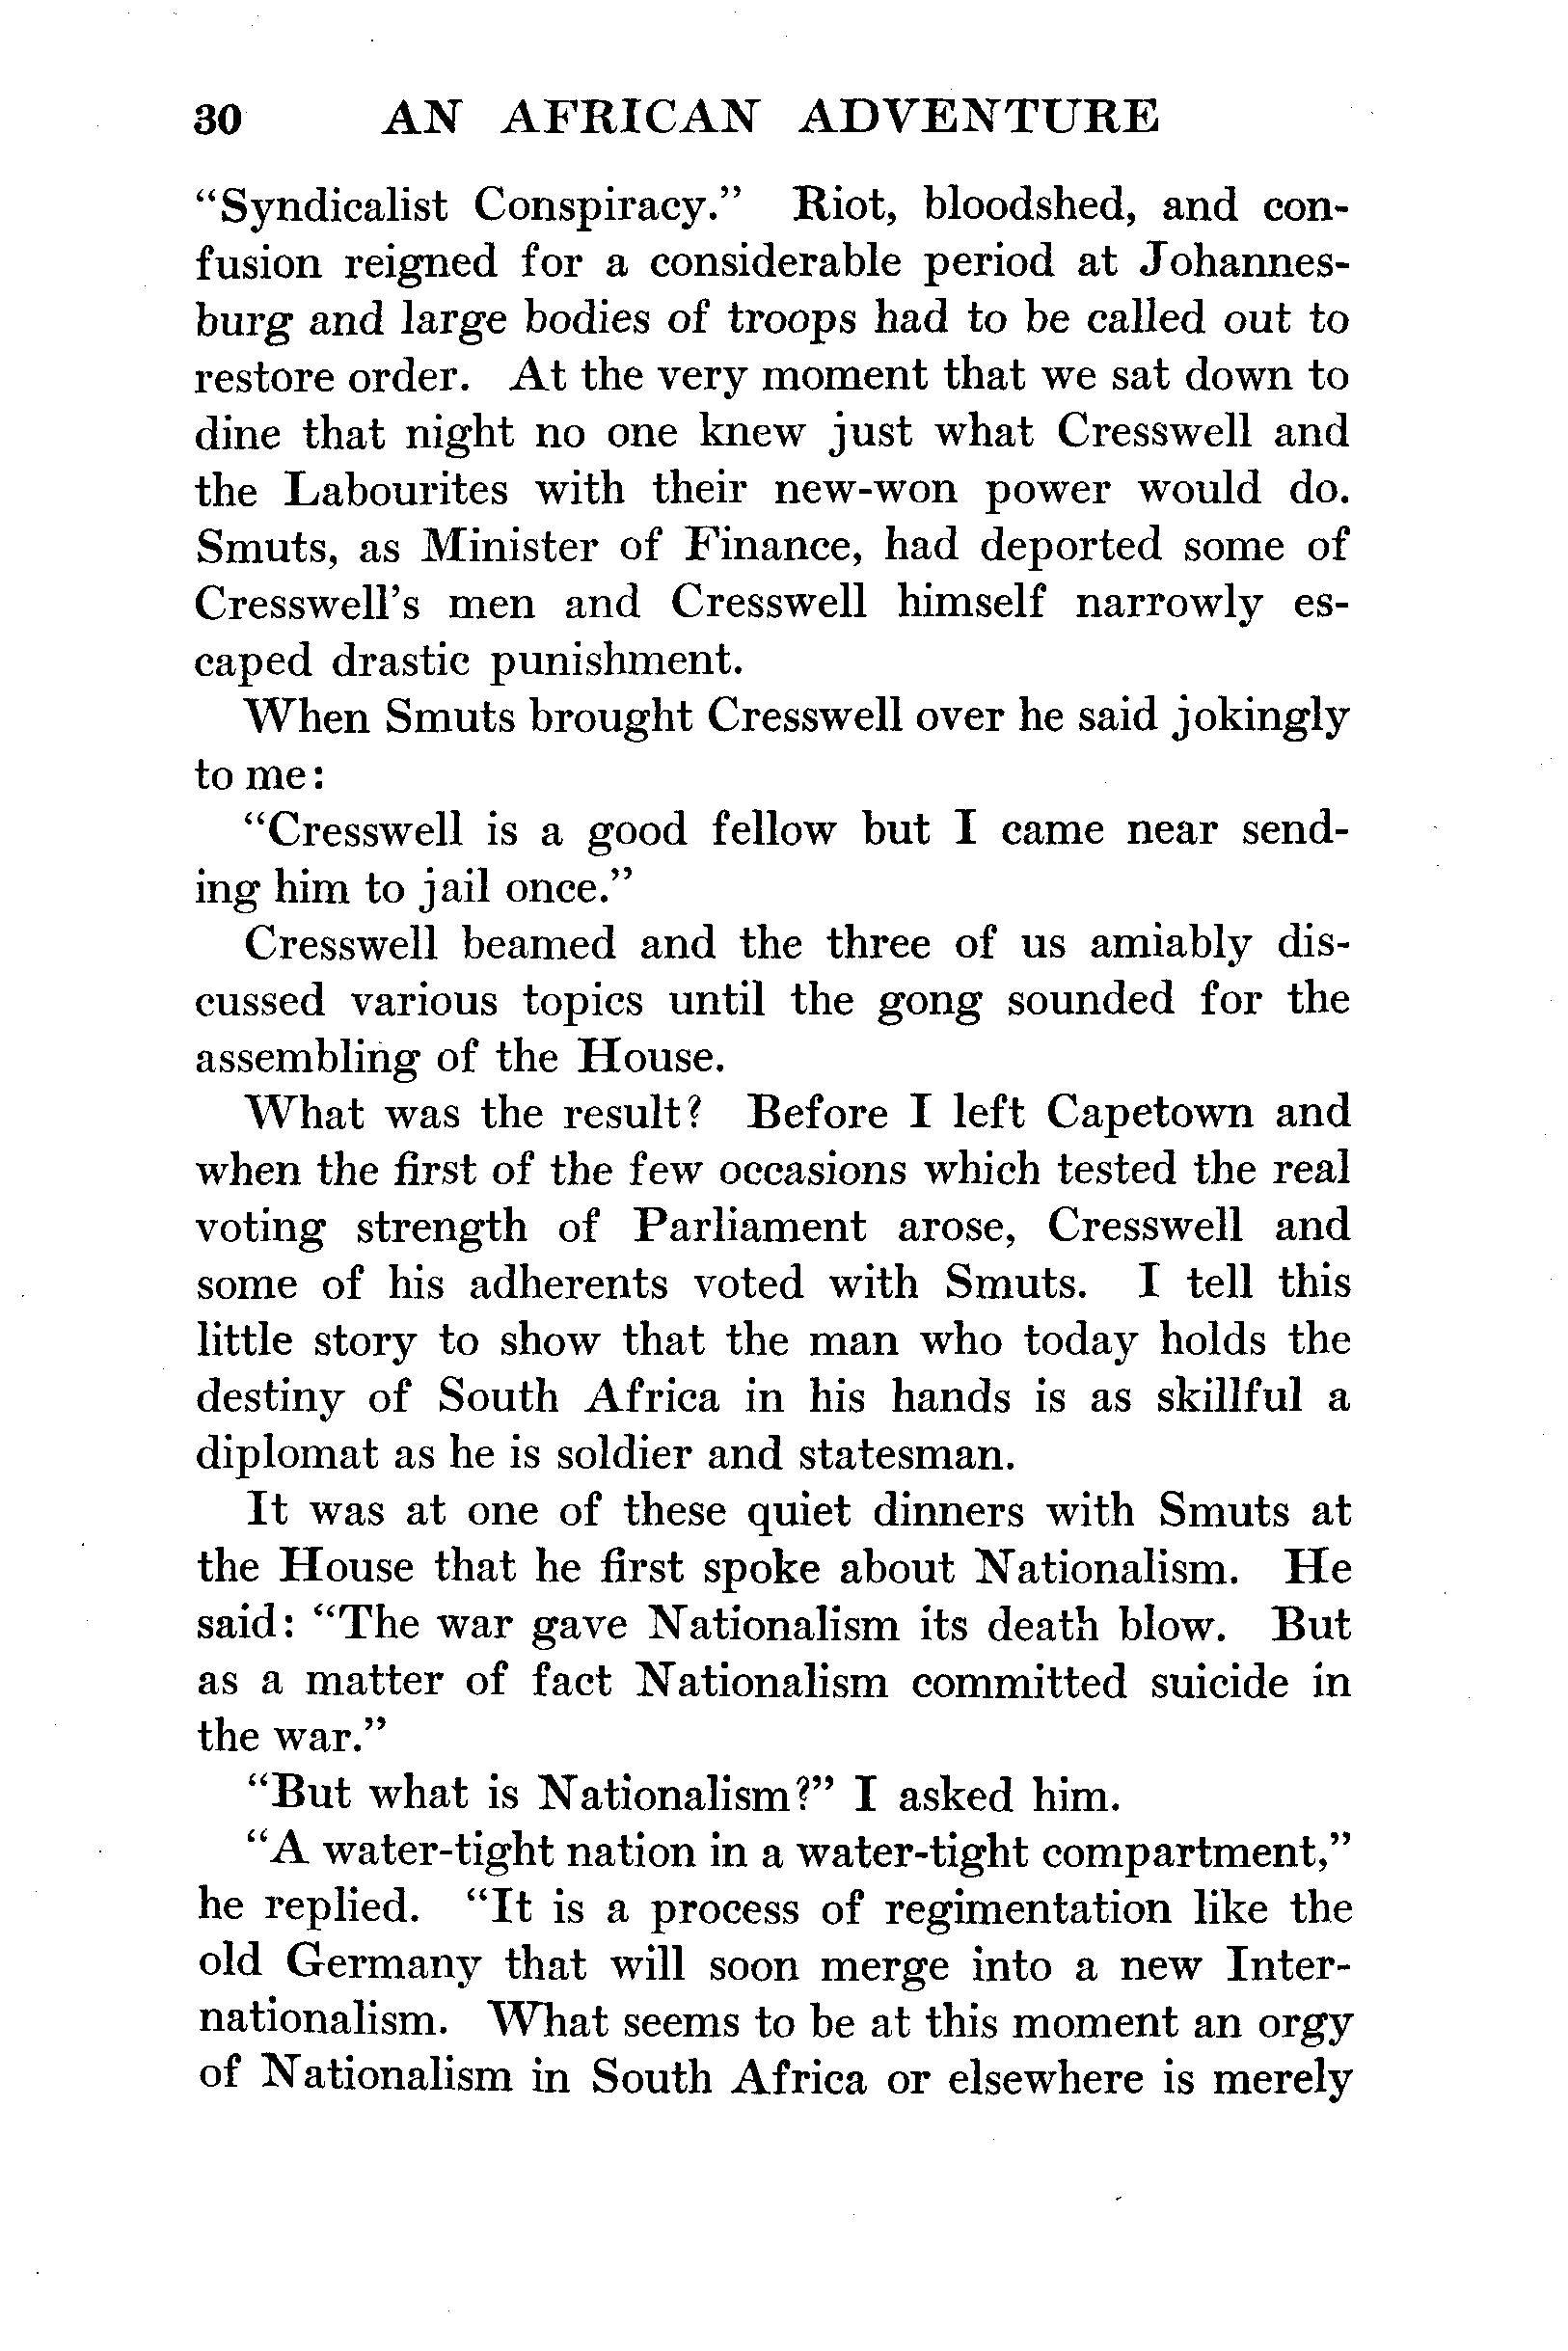 30 AN AFRICAN ADVENTURE
“Syndicalist Conspiracy.” Riot, bloodshed, and con-
fusion reigned for a considerable period at Johannes-
burg and large bodies of troops had to be called out to
restore order. At the very moment that we sat down to
dine that night no one knew just what Cresswell and
the Labourites with their new-won power would do.
Smuts, as Minister of Finance, had deported some of
Cresswell’s men and Cresswell himself narrowly es-
caped drastic punishment.
When Smuts brought Cresswell over he said jokingly
to me:
“Cresswell is a good fellow but I came near send-
ing him to jail once.”
Cresswell beamed and the three of us amiably dis-
cussed various topics until the gong sounded for the
assembling of the House.
What was the result? Before I left Capetown and
when the first of the few occasions which tested the real
voting strength of Parliament arose, Cresswell and
some of his adherents voted with Smuts. I tell this
little story to show that the man who today holds the
destiny of South Africa in his hands is as skillful a
diplomat as he is soldier and statesman.
It was at one of these quiet dinners with Smuts at
the House that he first spoke about Nationalism. He
said: “The war gave Nationalism its death blow. But
as a matter of fact Nationalism committed suicide in
the war.”
“But what is Nationalism?” I asked him.
“A water-tight nation in a water-tight compartment,”
he replied. “It is a process of regimentation like the
old Germany that will soon merge into a new Inter-
nationalism. What seems to be at this moment an orgy
of Nationalism in South Africa or elsewhere is merely